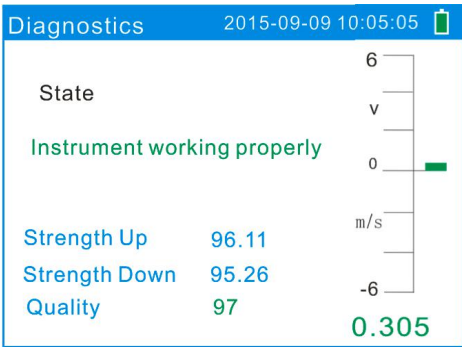 Diagnostics 2015-09-09 10:05:05
6
State
v
Instrument working properly
0
m/s
Strength Up 96.11
Strength Down 95.26
-6
Quality 97
0.305